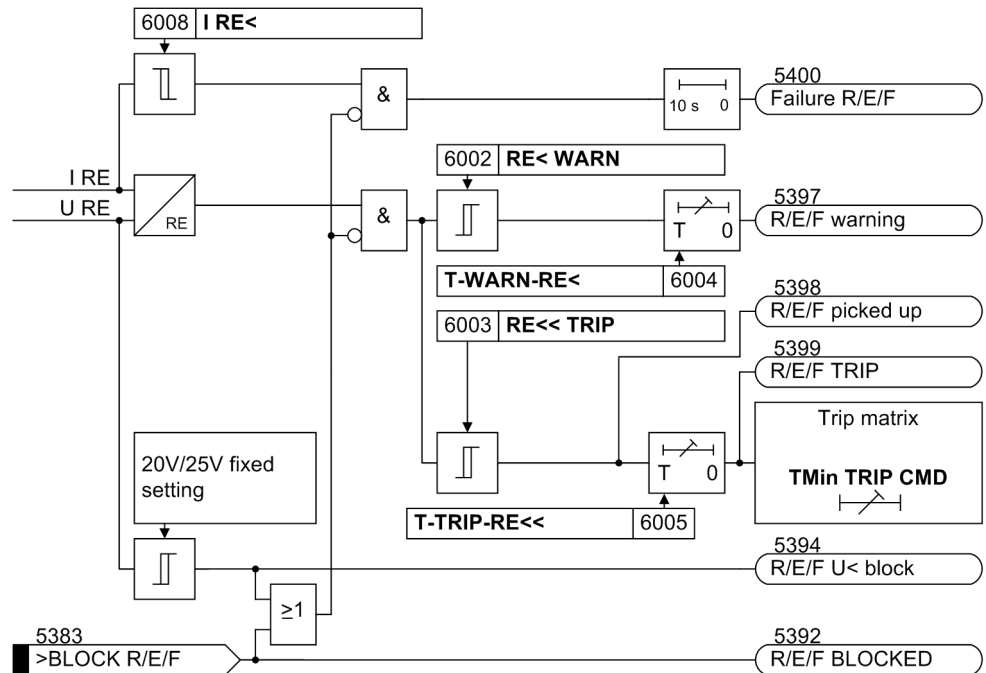 6008 I RE<
&
10 s 0
5400
Failure R/E/F
I RE
U RE
RE
6002 RE< WARN
&
T 0
5397
R/E/F warning
T-WARN-RE< 6004
6003 RE<< TRIP
5398
R/E/F picked up
5399
R/E/F TRIP
Trip matrix
TMin TRIP CMD
20V/25V fixed
setting
T 0
T-TRIP-RE<< 6005
5394
R/E/F U< block
≥1
5383
>BLOCK R/E/F
5392
R/E/F BLOCKED